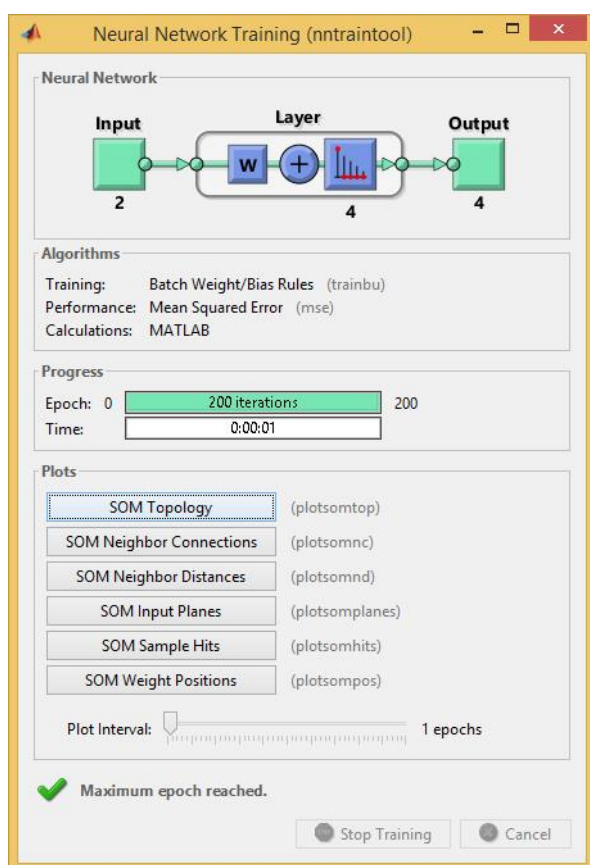 Neural Network Training (nntraintool)
Neural Network
Input
Layer
Output
W
+
2
4
4
Algorithms
Training: Batch Weight/Bias Rules (trainbu)
Performance: Mean Squared Error (mse)
Calculations: MATLAB
Progress
Epoch: 0 200 iterations 200
Time: 0:00:01
Plots
SOM Topology (plotsomtop)
SOM Neighbor Connections (plotsomnc)
SOM Neighbor Distances (plotsomnd)
SOM Input Planes (plotsomplanes)
SOM Sample Hits (plotsomhits)
SOM Weight Positions (plotsompos)
Plot Interval: 1 epochs
Maximum epoch reached.
Stop Training Cancel